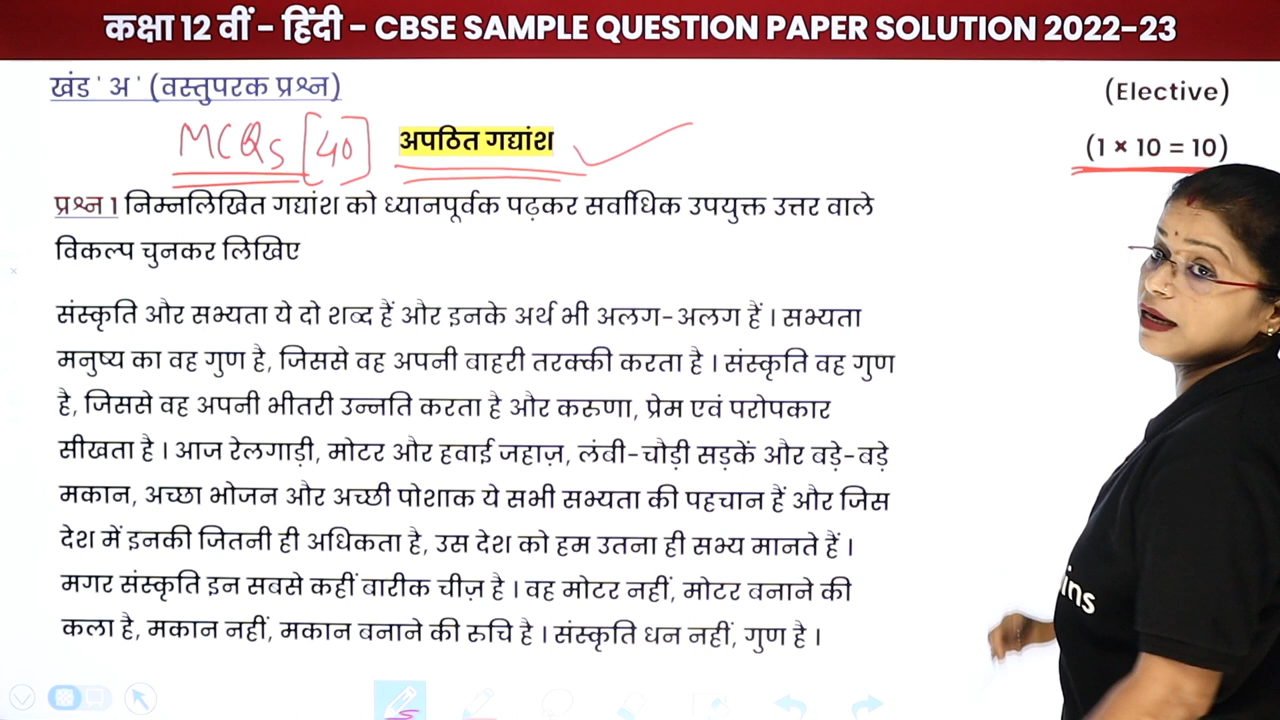 कक्षा 12 वीं - हिंदी - CBSE SAMPLE QUESTION PAPER SOLUTION 2022-23
खंड ' अ ' (वस्तुपरक प्रश्न)
(Elective)
MCQs [40]
अपठित गद्यांश
(1 × 10 = 10)
प्रश्न 1 निम्नलिखित गद्यांश को ध्यानपूर्वक पढ़कर सर्वाधिक उपयुक्त उत्तर वाले
विकल्प चुनकर लिखिए
संस्कृति और सभ्यता ये दो शब्द हैं और इनके अर्थ भी अलग-अलग हैं । सभ्यता
मनुष्य का वह गुण है, जिससे वह अपनी बाहरी तरक्की करता है । संस्कृति वह गुण
है, जिससे वह अपनी भीतरी उन्नति करता है और करुणा, प्रेम एवं परोपकार
सीखता है । आज रेलगाड़ी, मोटर और हवाई जहाज़, लंबी-चौड़ी सड़कें और बड़े-बड़े
मकान, अच्छा भोजन और अच्छी पोशाक ये सभी सभ्यता की पहचान हैं और जिस
देश में इनकी जितनी ही अधिकता है, उस देश को हम उतना ही सभ्य मानते हैं ।
मगर संस्कृति इन सबसे कहीं बारीक चीज़ है । वह मोटर नहीं, मोटर बनाने की
कला है, मकान नहीं, मकान बनाने की रुचि है । संस्कृति धन नहीं, गुण है ।